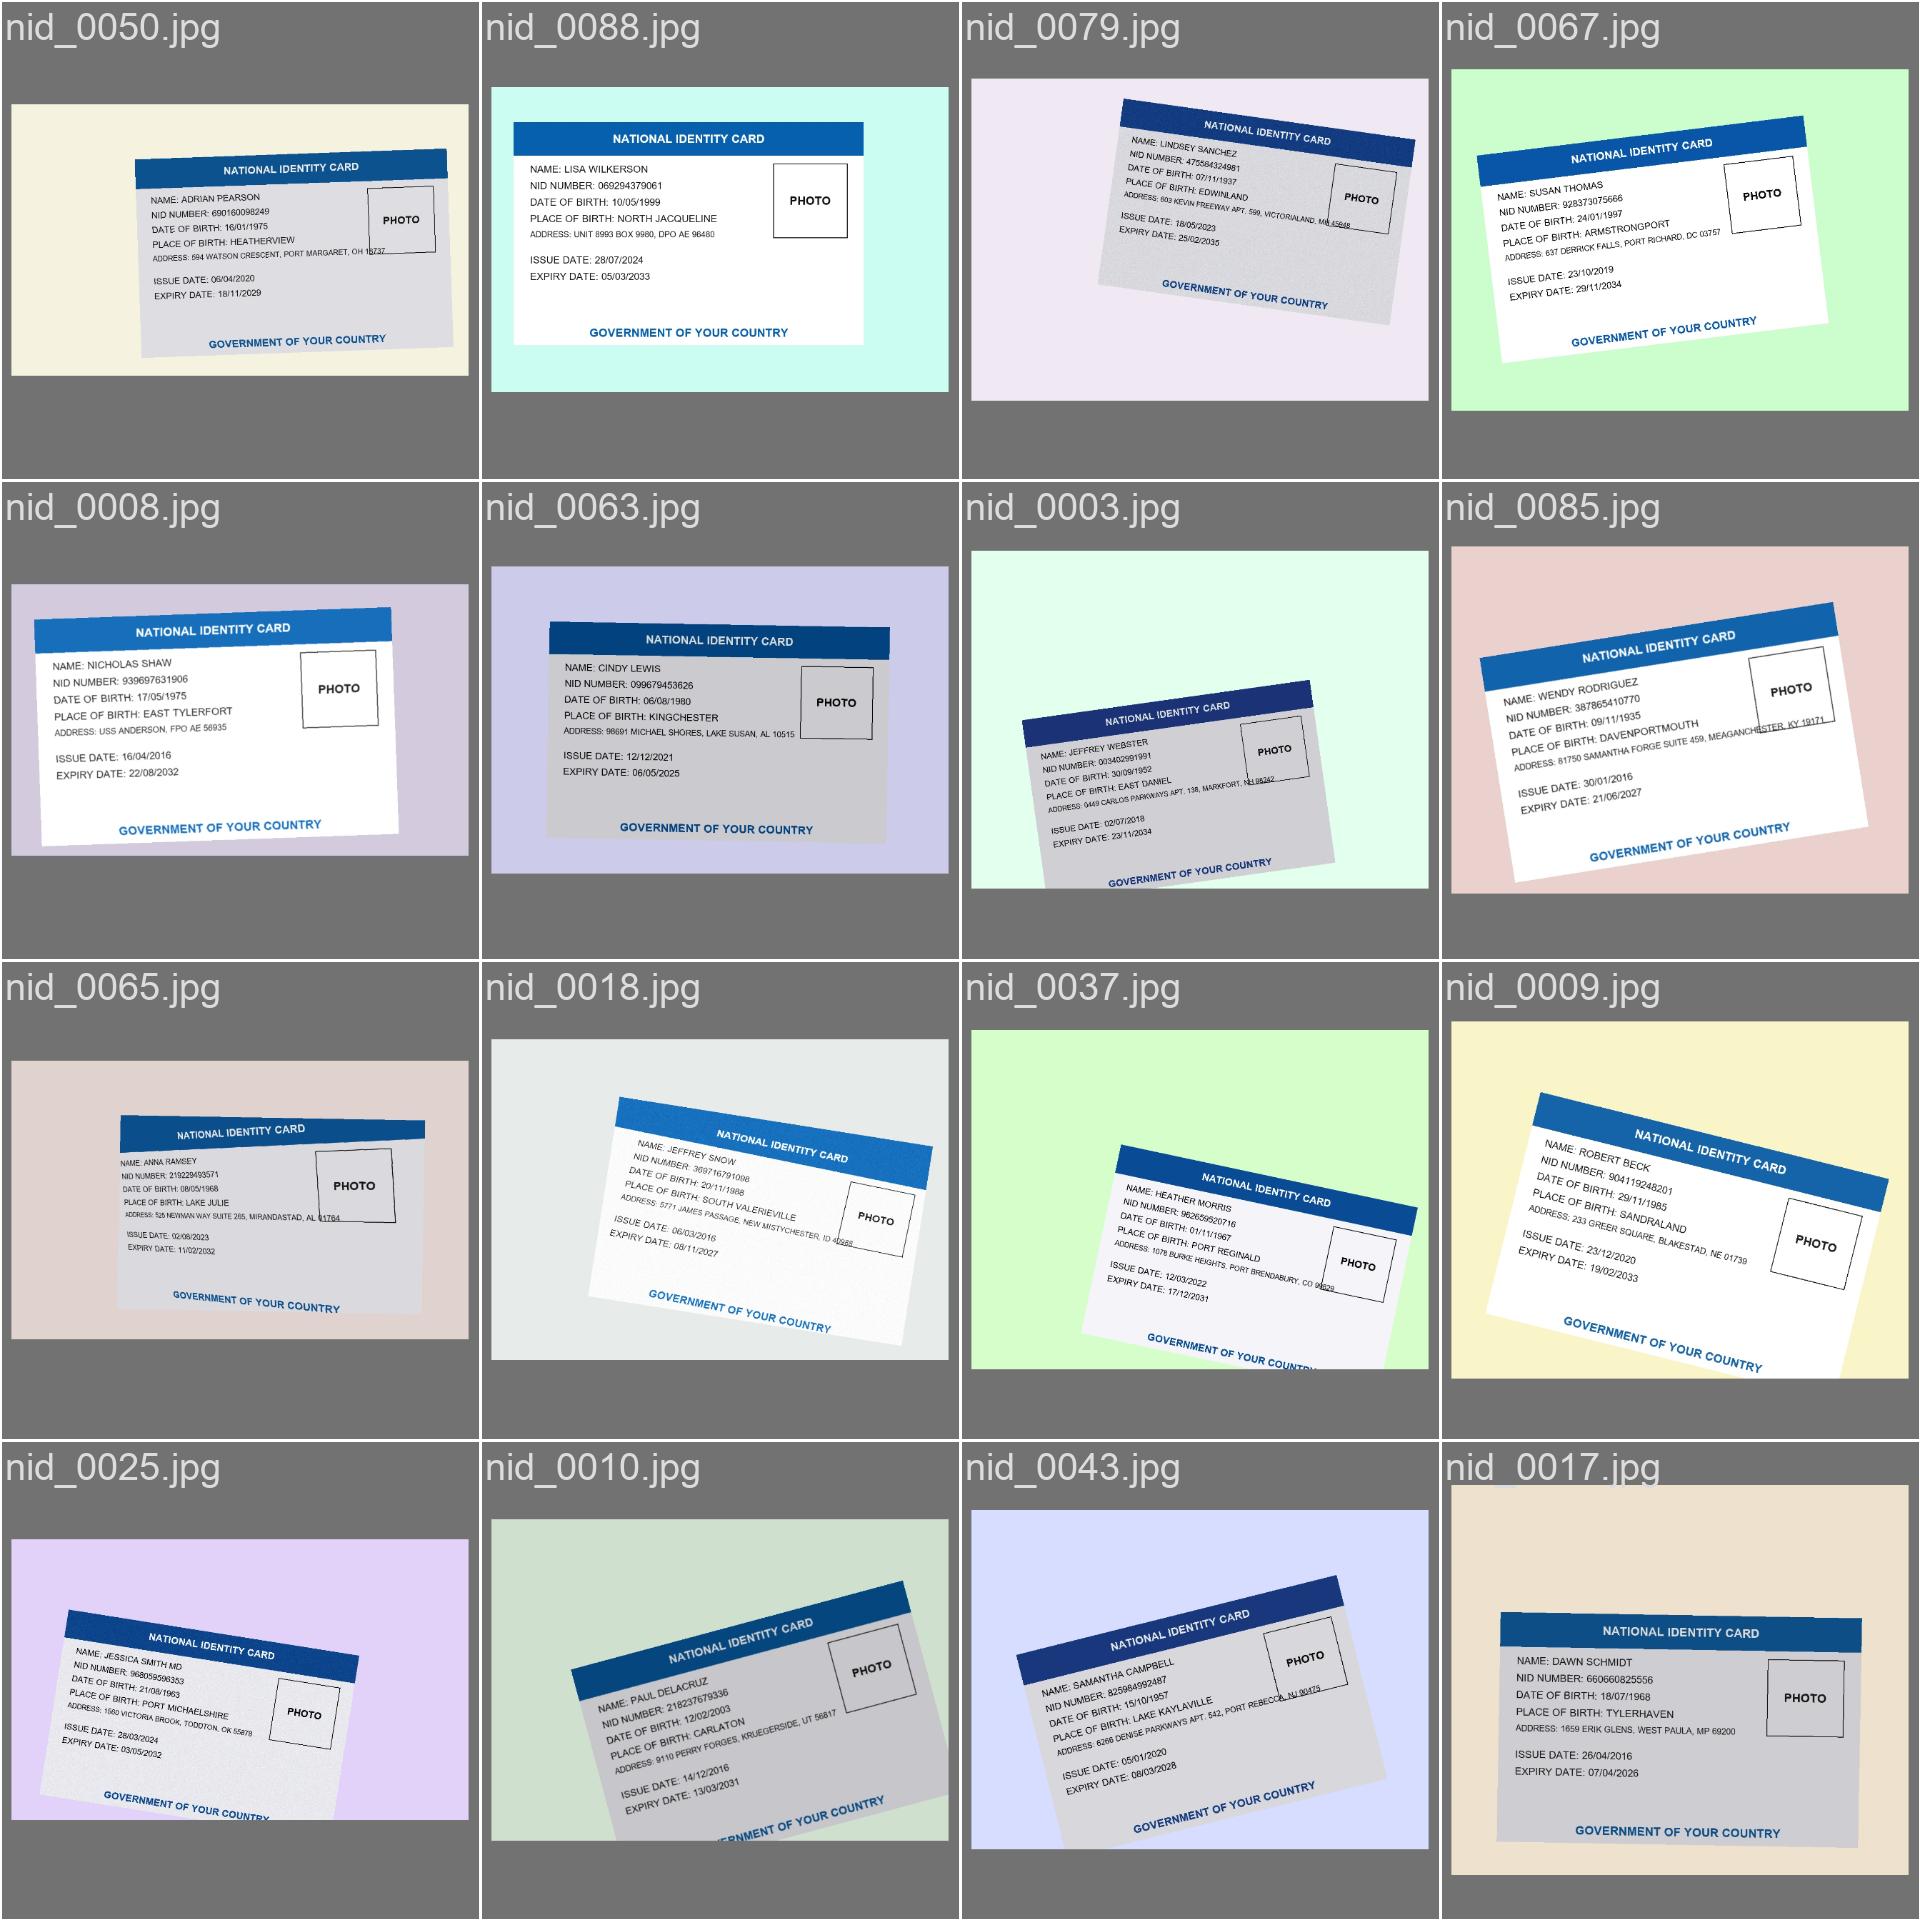 nid_0050.jpg
NATIONAL IDENTITY CARD
NAME: ADRIAN PEARSON
NID NUMBER: 690160098249
DATE OF BIRTH: 16/01/1975
PLACE OF BIRTH: HEATHERVIEW
ADDRESS: 594 WATSON CRESCENT, PORT MARGARET, OH
ISSUE DATE: 06/04/2020
EXPIRY DATE: 18/11/2029
PHOTO
GOVERNMENT OF YOUR COUNTRY
nid_0088.jpg
NATIONAL IDENTITY CARD
NAME: LISA WILKERSON
NID NUMBER: 069294379061
DATE OF BIRTH: 10/05/1999
PLACE OF BIRTH: NORTH JACQUELINE
ADDRESS: UNIT 8993 BOX 9980, DPO AE 96480
ISSUE DATE: 28/07/2024
EXPIRY DATE: 05/03/2033
PHOTO
GOVERNMENT OF YOUR COUNTRY
nid_0079.jpg
NATIONAL IDENTITY CARD
NAME: LINDSEY SANCHEZ
NID NUMBER: 475584324981
DATE OF BIRTH: 07/11/1937
PLACE OF BIRTH: EDWINLAND
ADDRESS: 603 KEVIN FREEWAY APT. 599, VICTORIALAND,
ISSUE DATE: 18/05/2023
EXPIRY DATE: 25/02/2035
PHOTO
GOVERNMENT OF YOUR COUNTRY
nid_0067.jpg
NATIONAL IDENTITY CARD
NAME: SUSAN THOMAS
NID NUMBER: 928373075666
DATE OF BIRTH: 24/01/1997
PLACE OF BIRTH: ARMSTRONGPORT
ADDRESS: 637 DERRICK FALLS, PORT RICHARD, DC 03757
ISSUE DATE: 23/10/2019
EXPIRY DATE: 29/11/2034
PHOTO
GOVERNMENT OF YOUR COUNTRY
nid_0008.jpg
NATIONAL IDENTITY CARD
NAME: NICHOLAS SHAW
NID NUMBER: 939697631906
DATE OF BIRTH: 17/05/1975
PLACE OF BIRTH: EAST TYLERFORT
ADDRESS: USS ANDERSON, FPO AE 56935
ISSUE DATE: 16/04/2016
EXPIRY DATE: 22/08/2032
PHOTO
GOVERNMENT OF YOUR COUNTRY
nid_0063.jpg
NATIONAL IDENTITY CARD
NAME: CINDY LEWIS
NID NUMBER: 099679453626
DATE OF BIRTH: 06/08/1980
PLACE OF BIRTH: KINGCHESTER
ADDRESS: 98691 MICHAEL SHORES, LAKE SUSAN, AL 10515
ISSUE DATE: 12/12/2021
EXPIRY DATE: 06/05/2025
PHOTO
GOVERNMENT OF YOUR COUNTRY
nid_0003.jpg
NATIONAL IDENTITY CARD
NAME: JEFFREY WEBSTER
NID NUMBER: 003402991991
DATE OF BIRTH: 30/09/1952
PLACE OF BIRTH: EAST DANIEL
ADDRESS: 0449 CARLOS PARKWAYS APT. 138, MARKFORT, NH
ISSUE DATE: 02/07/2018
EXPIRY DATE: 23/11/2034
PHOTO
GOVERNMENT OF YOUR COUNTRY
nid_0085.jpg
NATIONAL IDENTITY CARD
NAME: WENDY RODRIGUEZ
NID NUMBER: 387865410770
DATE OF BIRTH: 09/11/1935
PLACE OF BIRTH: DAVENPORTMOUTH
ADDRESS: 81750 SAMANTHA FORGE SUITE 459, MEAGANCHESTER, KY 19171
ISSUE DATE: 30/01/2016
EXPIRY DATE: 21/06/2027
PHOTO
GOVERNMENT OF YOUR COUNTRY
nid_0065.jpg
NATIONAL IDENTITY CARD
NAME: ANNA RAMSEY
NID NUMBER: 219229493571
DATE OF BIRTH: 08/05/1968
PLACE OF BIRTH: LAKE JULIE
ADDRESS: 525 NEWMAN WAY SUITE 265, MIRANDASTAD, AL 01764
ISSUE DATE: 02/08/2023
EXPIRY DATE: 11/02/2032
PHOTO
GOVERNMENT OF YOUR COUNTRY
nid_0018.jpg
NATIONAL IDENTITY CARD
NAME: JEFFREY SNOW
NID NUMBER: 369716791098
DATE OF BIRTH: 20/11/1988
PLACE OF BIRTH: SOUTH VALERIEVILLE
ADDRESS: 5771 JAMES PASSAGE, NEW MISTYCHESTER, ID
ISSUE DATE: 06/03/2016
EXPIRY DATE: 08/11/2027
PHOTO
GOVERNMENT OF YOUR COUNTRY
nid_0037.jpg
NATIONAL IDENTITY CARD
NAME: HEATHER MORRIS
NID NUMBER: 962659520716
DATE OF BIRTH: 01/11/1967
PLACE OF BIRTH: PORT REGINALD
ADDRESS: 1078 BURKE HEIGHTS, PORT BRENDABURY, CO
ISSUE DATE: 12/03/2022
EXPIRY DATE: 17/12/2031
PHOTO
GOVERNMENT OF YOUR COUNTRY
nid_0009.jpg
NATIONAL IDENTITY CARD
NAME: ROBERT BECK
NID NUMBER: 904119248201
DATE OF BIRTH: 29/11/1985
PLACE OF BIRTH: SANDRALAND
ADDRESS: 233 GREER SQUARE, BLAKESTAD, NE 01739
ISSUE DATE: 23/12/2020
EXPIRY DATE: 19/02/2033
PHOTO
GOVERNMENT OF YOUR COUNTRY
nid_0025.jpg
NATIONAL IDENTITY CARD
NAME: JESSICA SMITH MD
NID NUMBER: 968059596353
DATE OF BIRTH: 21/08/1963
PLACE OF BIRTH: PORT MICHAELSHIRE
ADDRESS: 1560 VICTORIA BROOK, TODDTON, OK 55878
ISSUE DATE: 28/03/2024
EXPIRY DATE: 03/05/2032
PHOTO
GOVERNMENT OF YOUR COUNTRY
nid_0010.jpg
NATIONAL IDENTITY CARD
NAME: PAUL DELACRUZ
NID NUMBER: 218237679336
DATE OF BIRTH: 12/02/2003
PLACE OF BIRTH: CARLATON
ADDRESS: 9110 PERRY FORGES, KRUEGERSIDE, UT 56817
ISSUE DATE: 14/12/2016
EXPIRY DATE: 13/03/2031
PHOTO
ERNMENT OF YOUR COUNTRY
nid_0043.jpg
NATIONAL IDENTITY CARD
NAME: SAMANTHA CAMPBELL
NID NUMBER: 825984992487
DATE OF BIRTH: 15/10/1957
PLACE OF BIRTH: LAKE KAYLAVILLE
ADDRESS: 6266 DENISE PARKWAYS APT. 542, PORT REBECCA, NJ 00475
ISSUE DATE: 05/01/2020
EXPIRY DATE: 08/03/2028
PHOTO
GOVERNMENT OF YOUR COUNTRY
nid_0017.jpg
NATIONAL IDENTITY CARD
NAME: DAWN SCHMIDT
NID NUMBER: 660660825556
DATE OF BIRTH: 18/07/1968
PLACE OF BIRTH: TYLERHAVEN
ADDRESS: 1659 ERIK GLENS, WEST PAULA, MP 69200
ISSUE DATE: 26/04/2016
EXPIRY DATE: 07/04/2026
PHOTO
GOVERNMENT OF YOUR COUNTRY